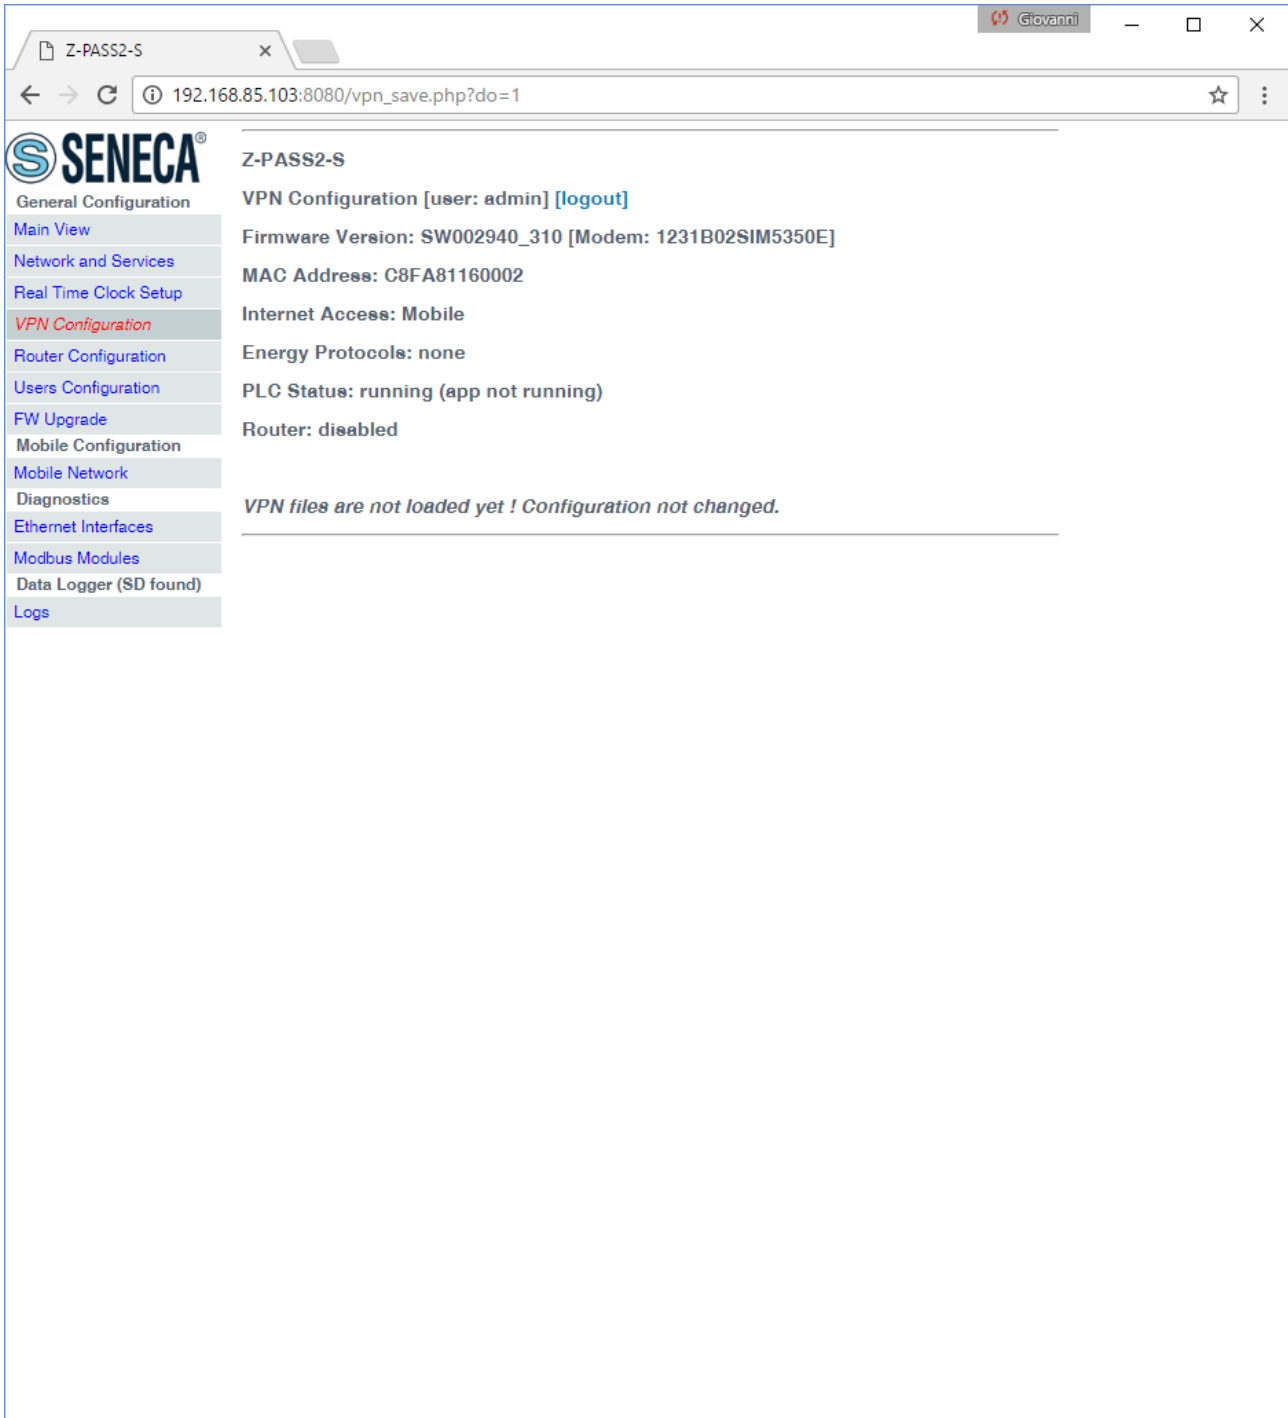 Giovanni
Z-PASS2-S
192.168.85.103:8080/vpn_save.php?do=1
S SENECA®
General Configuration
Main View
Network and Services
Real Time Clock Setup
VPN Configuration
Router Configuration
Users Configuration
FW Upgrade
Mobile Configuration
Mobile Network
Diagnostics
Ethernet Interfaces
Modbus Modules
Data Logger (SD found)
Logs
Z-PASS2-S
VPN Configuration [user: admin] [logout]
Firmware Version: SW002940_310 [Modem: 1231B02SIM5350E]
MAC Address: C8FA81160002
Internet Access: Mobile
Energy Protocols: none
PLC Status: running (app not running)
Router: disabled
VPN files are not loaded yet ! Configuration not changed.